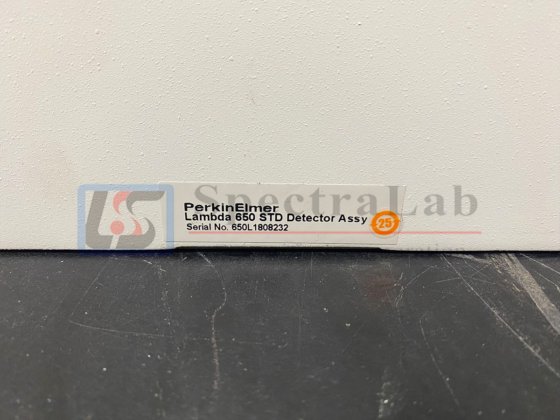 SpectraLab
PerkinElmer
Lambda 650 STD Detector Assy
25
Serial No. 650L1808232